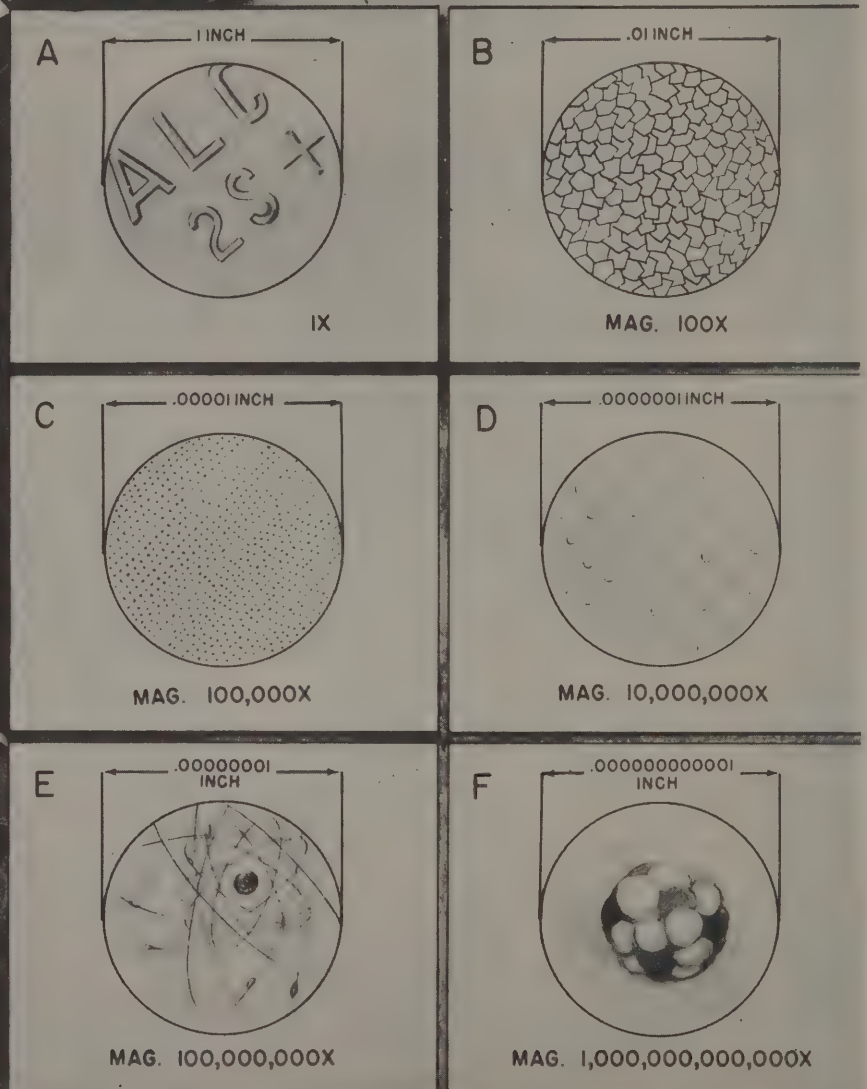 A
1 INCH
ALC+
29
1X
B
.01 INCH
MAG. 100X
C
.00001 INCH
MAG. 100,000X
D
.0000001 INCH
MAG. 10,000,000X
E
.00000001
INCH
MAG. 100,000,000X
F
.000000000001
INCH
MAG. 1,000,000,000,000X